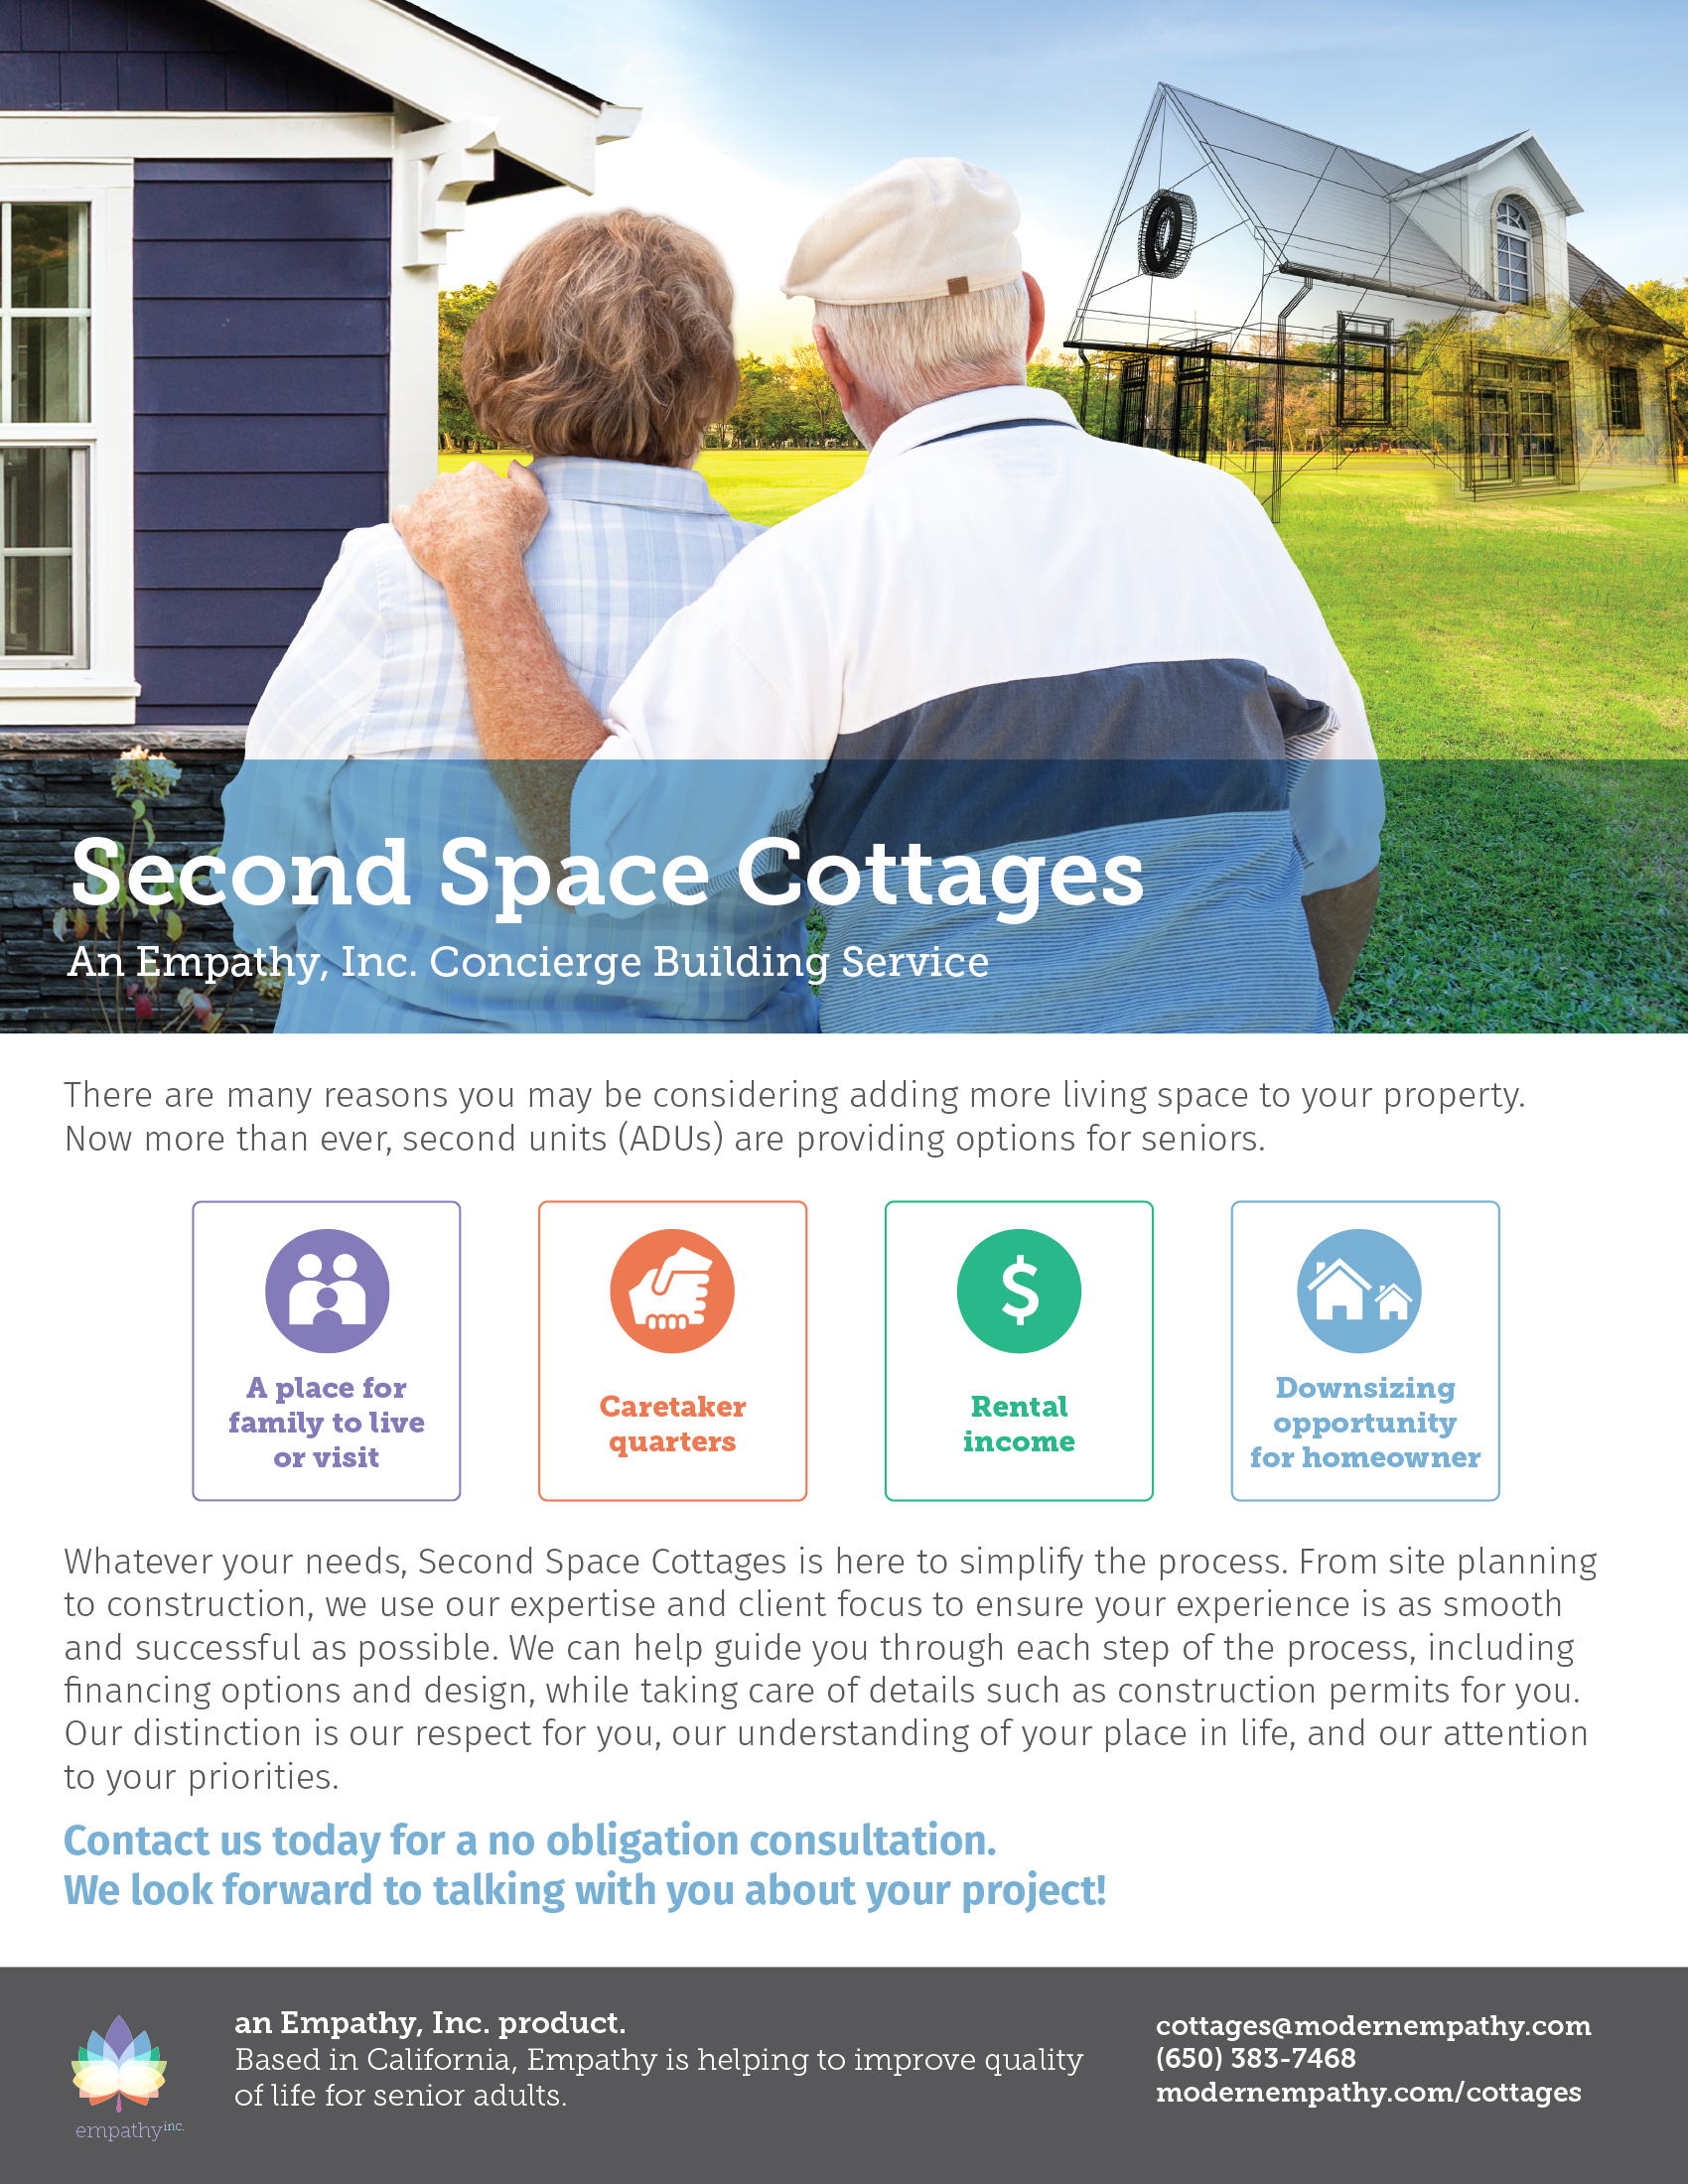 Second Space Cottages
An Empathy, Inc. Concierge Building Service
There are many reasons you may be considering adding more living space to your property.
Now more than ever, second units (ADUs) are providing options for seniors.
A place for
family to live
or visit
Caretaker
quarters
$
Rental
income
Downsizing
opportunity
for homeowner
Whatever your needs, Second Space Cottages is here to simplify the process. From site planning
to construction, we use our expertise and client focus to ensure your experience is as smooth
and successful as possible. We can help guide you through each step of the process, including
financing options and design, while taking care of details such as construction permits for you.
Our distinction is our respect for you, our understanding of your place in life, and our attention
to your priorities.
Contact us today for a no obligation consultation.
We look forward to talking with you about your project!
empathy inc.
an Empathy, Inc. product.
Based in California, Empathy is helping to improve quality
of life for senior adults.
cottages@modernempathy.com
(650) 383-7468
modernempathy.com/cottages